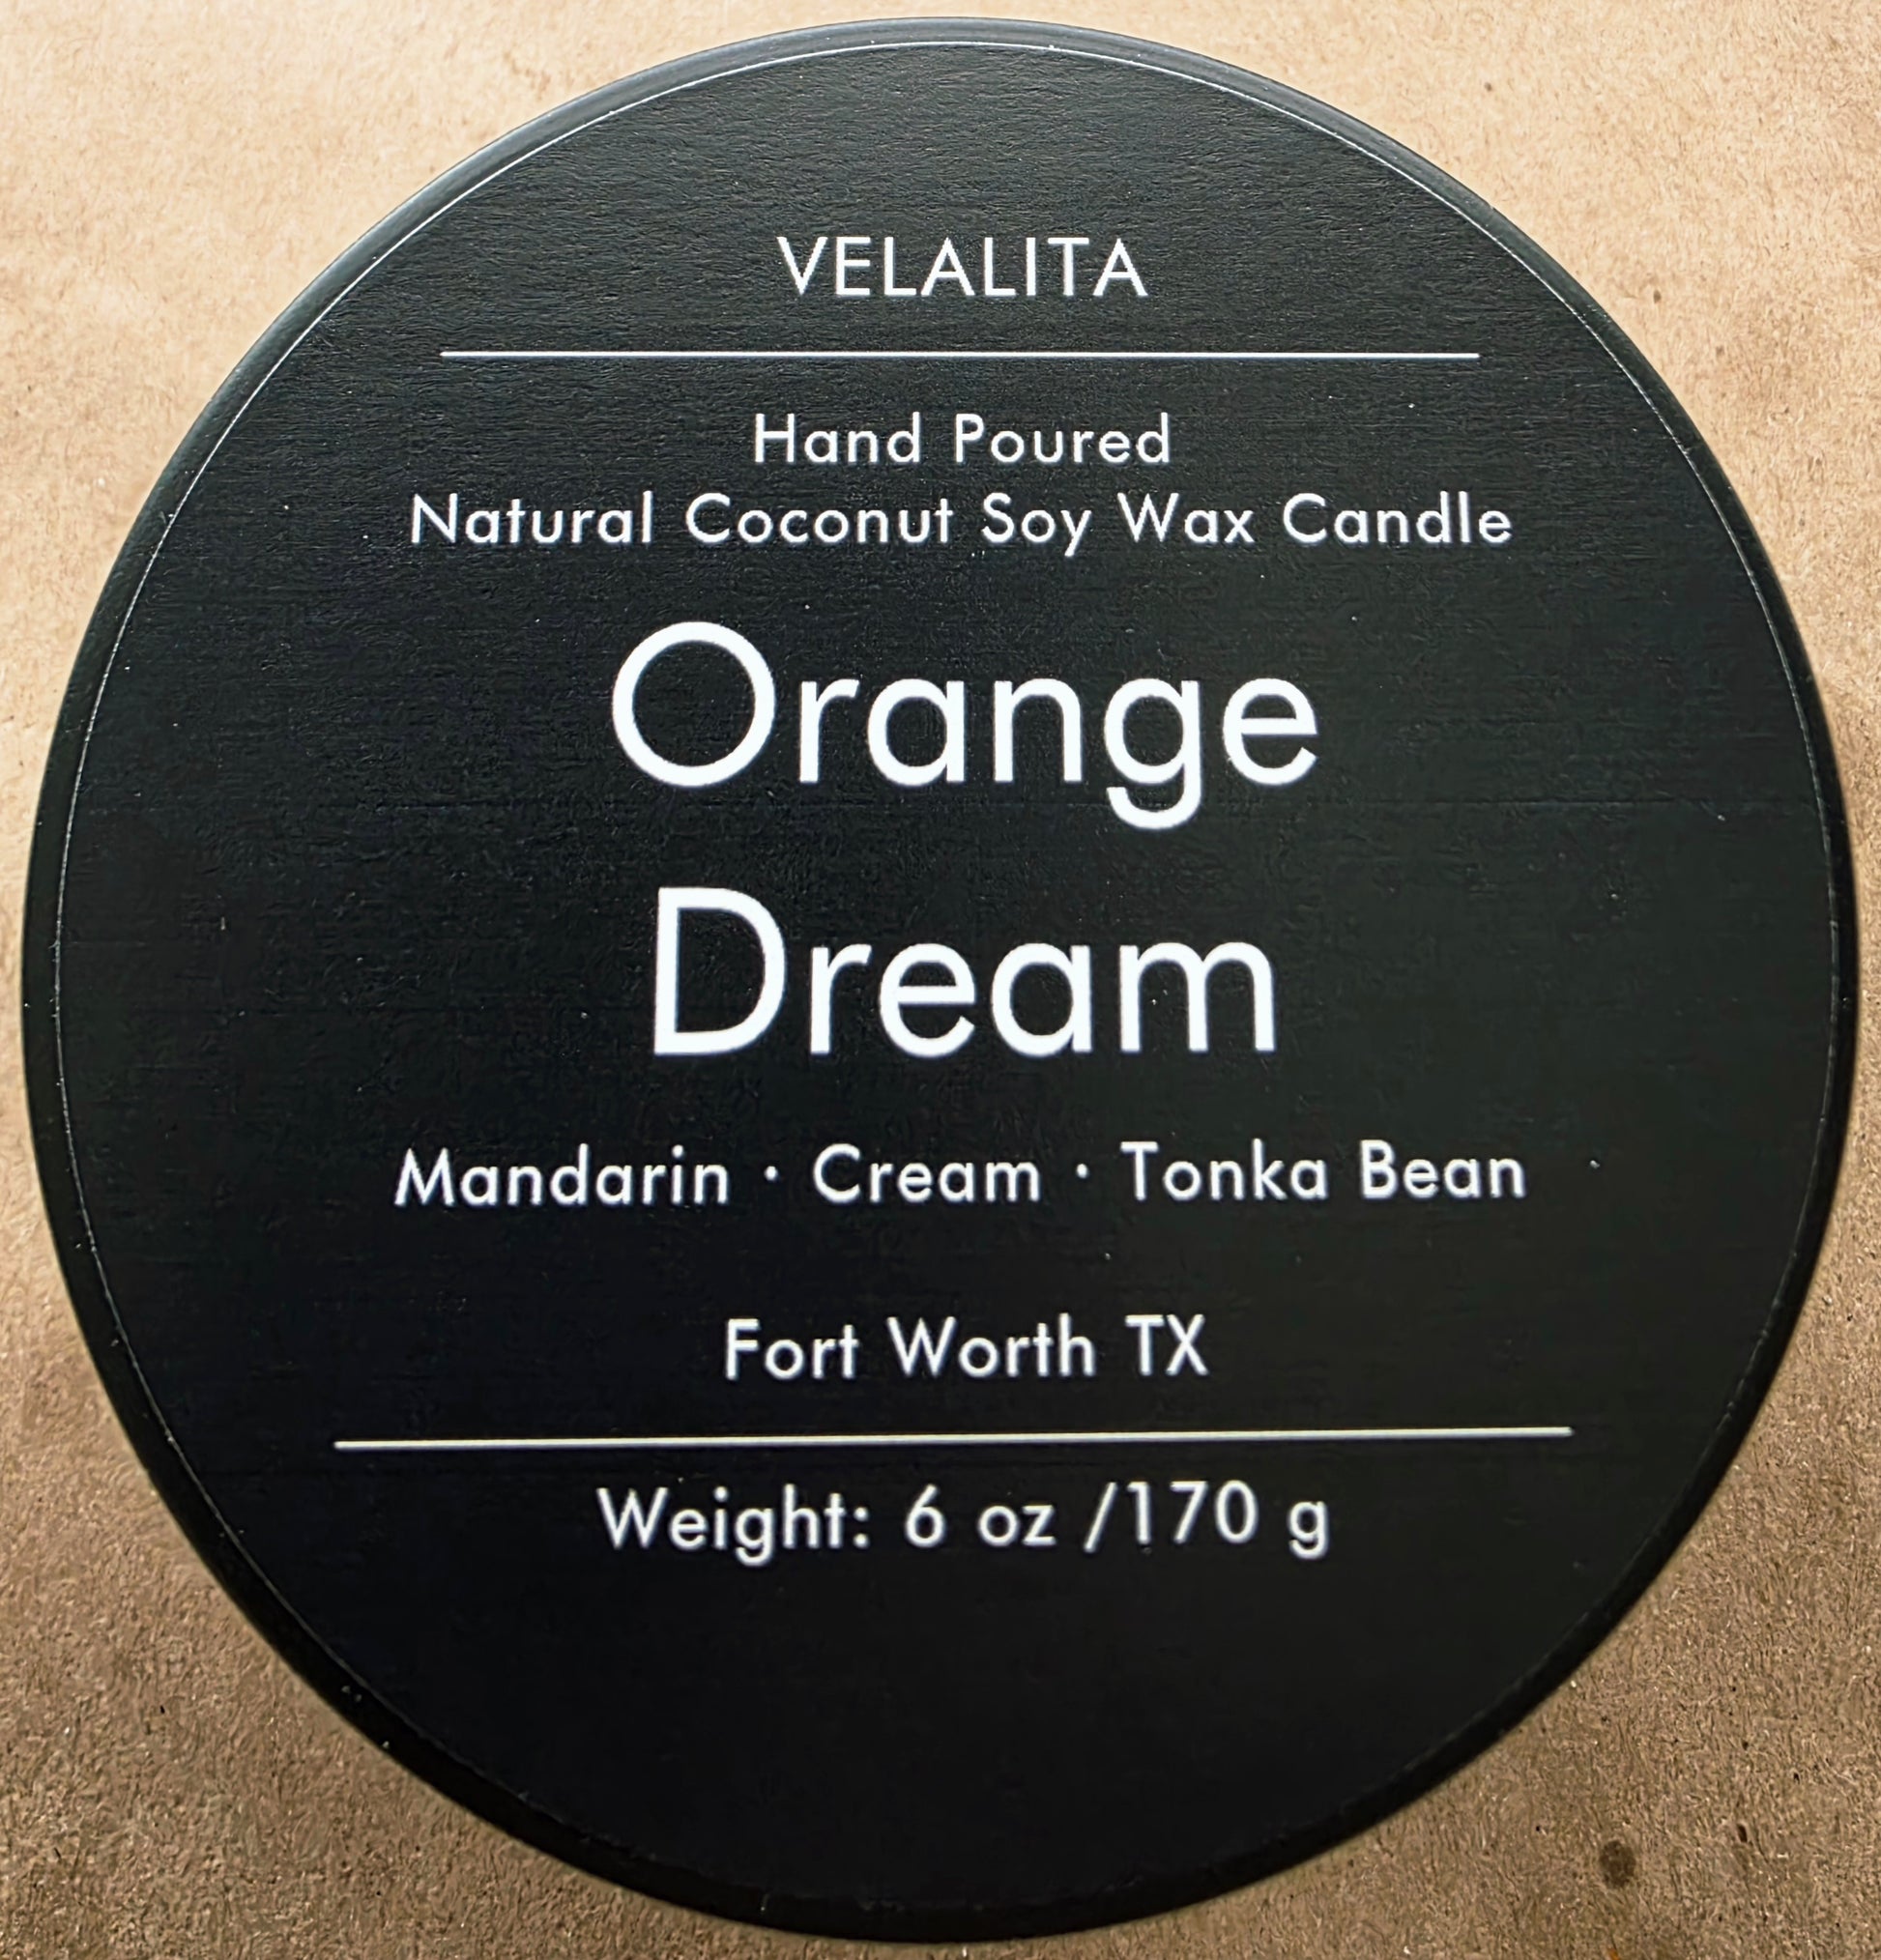 VELALITA
Hand Poured
Natural Coconut Soy Wax Candle
Orange
Dream
Mandarin · Cream · Tonka Bean
Fort Worth TX
Weight: 6 oz /170 g